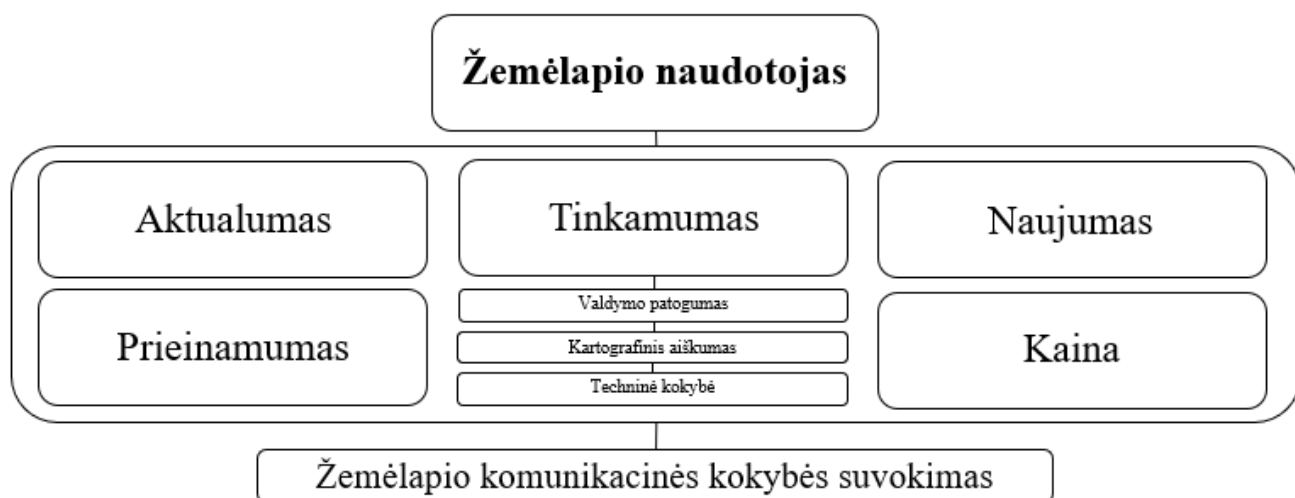 Žemėlapio naudotojas
Aktualumas
Tinkamumas
Naujumas
Prieinamumas
Valdymo patogumas
Kartografinis aiškumas
Techninė kokybė
Kaina
Žemėlapio komunikacinės kokybės suvokimas